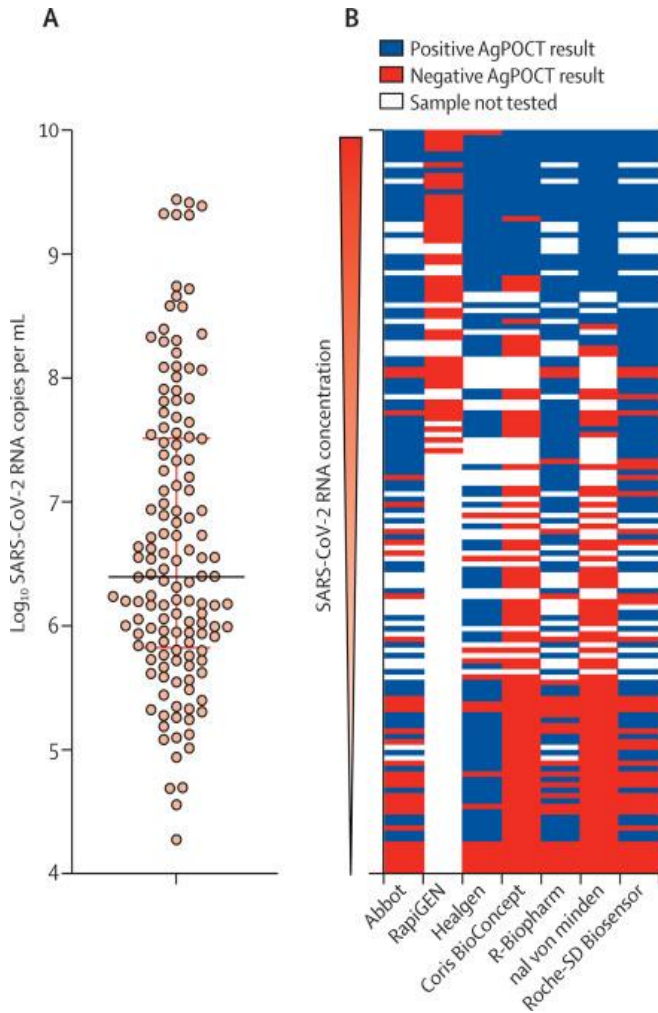 A
B
Positive AgPOCT result
Negative AgPOCT result
Sample not tested
10
9
8
7
6
5
4
Log₁₀ SARS-CoV-2 RNA copies per mL
SARS-CoV-2 RNA concentration
Abbot
RapiGEN
Healgen
Coris BioConcept
R-Biopharm
nal von minden
Roche-SD Biosensor